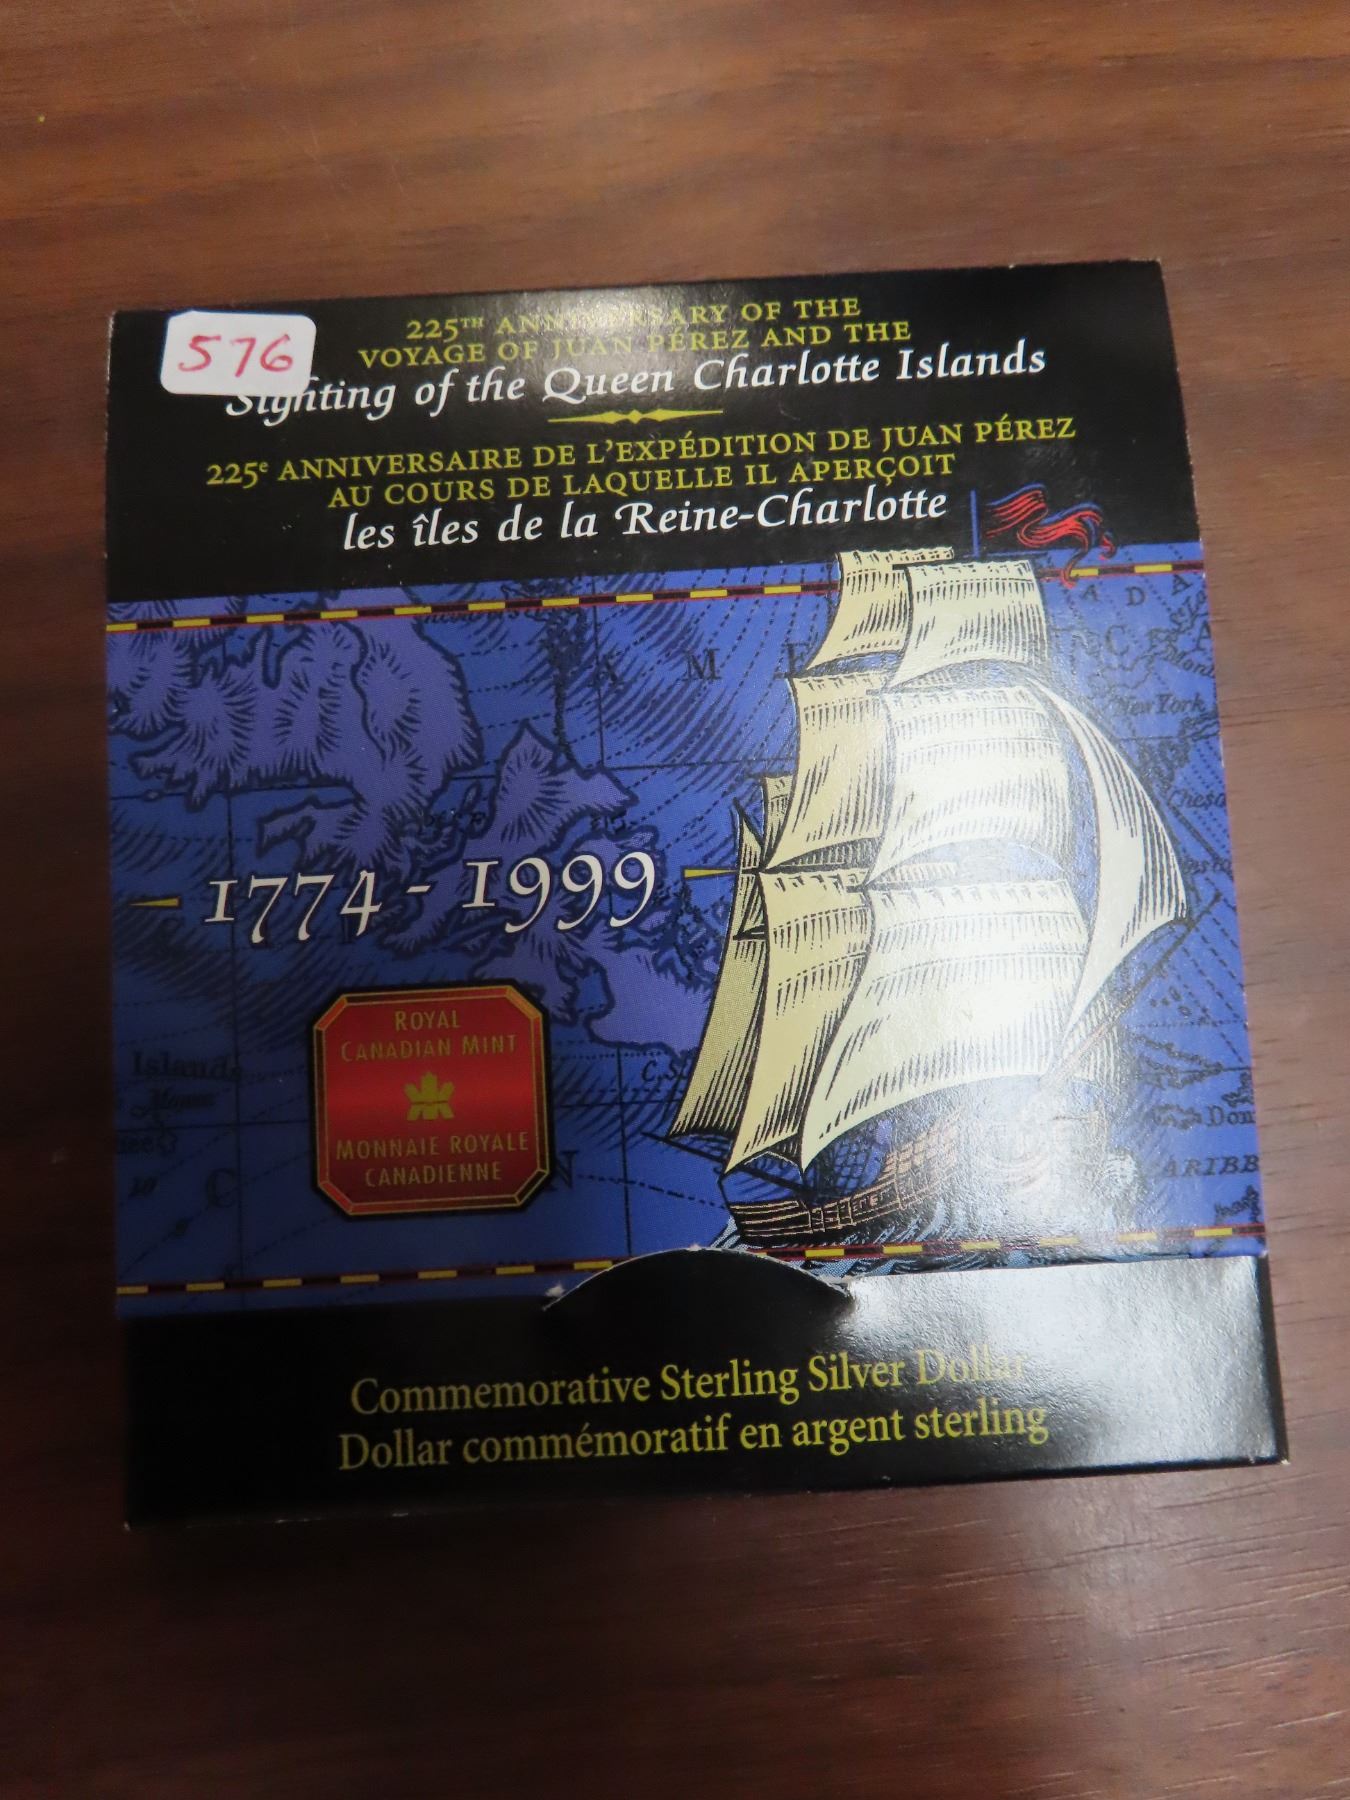 576
225TH ANNIVERSARY OF THE
VOYAGE OF JUAN PÉREZ AND THE
Sighting of the Queen Charlotte Islands
225e ANNIVERSAIRE DE L'EXPÉDITION DE JUAN PÉREZ
AU COURS DE LAQUELLE IL APERÇOIT
les îles de la Reine-Charlotte
A D A
A M E
C A
New York
1774 - 1999
ROYAL
CANADIAN MINT
MONNAIE ROYALE
CANADIENNE
Islands
C.S.
Don
ARIBB
N
C
Commemorative Sterling Silver Dollar
Dollar commémoratif en argent sterling